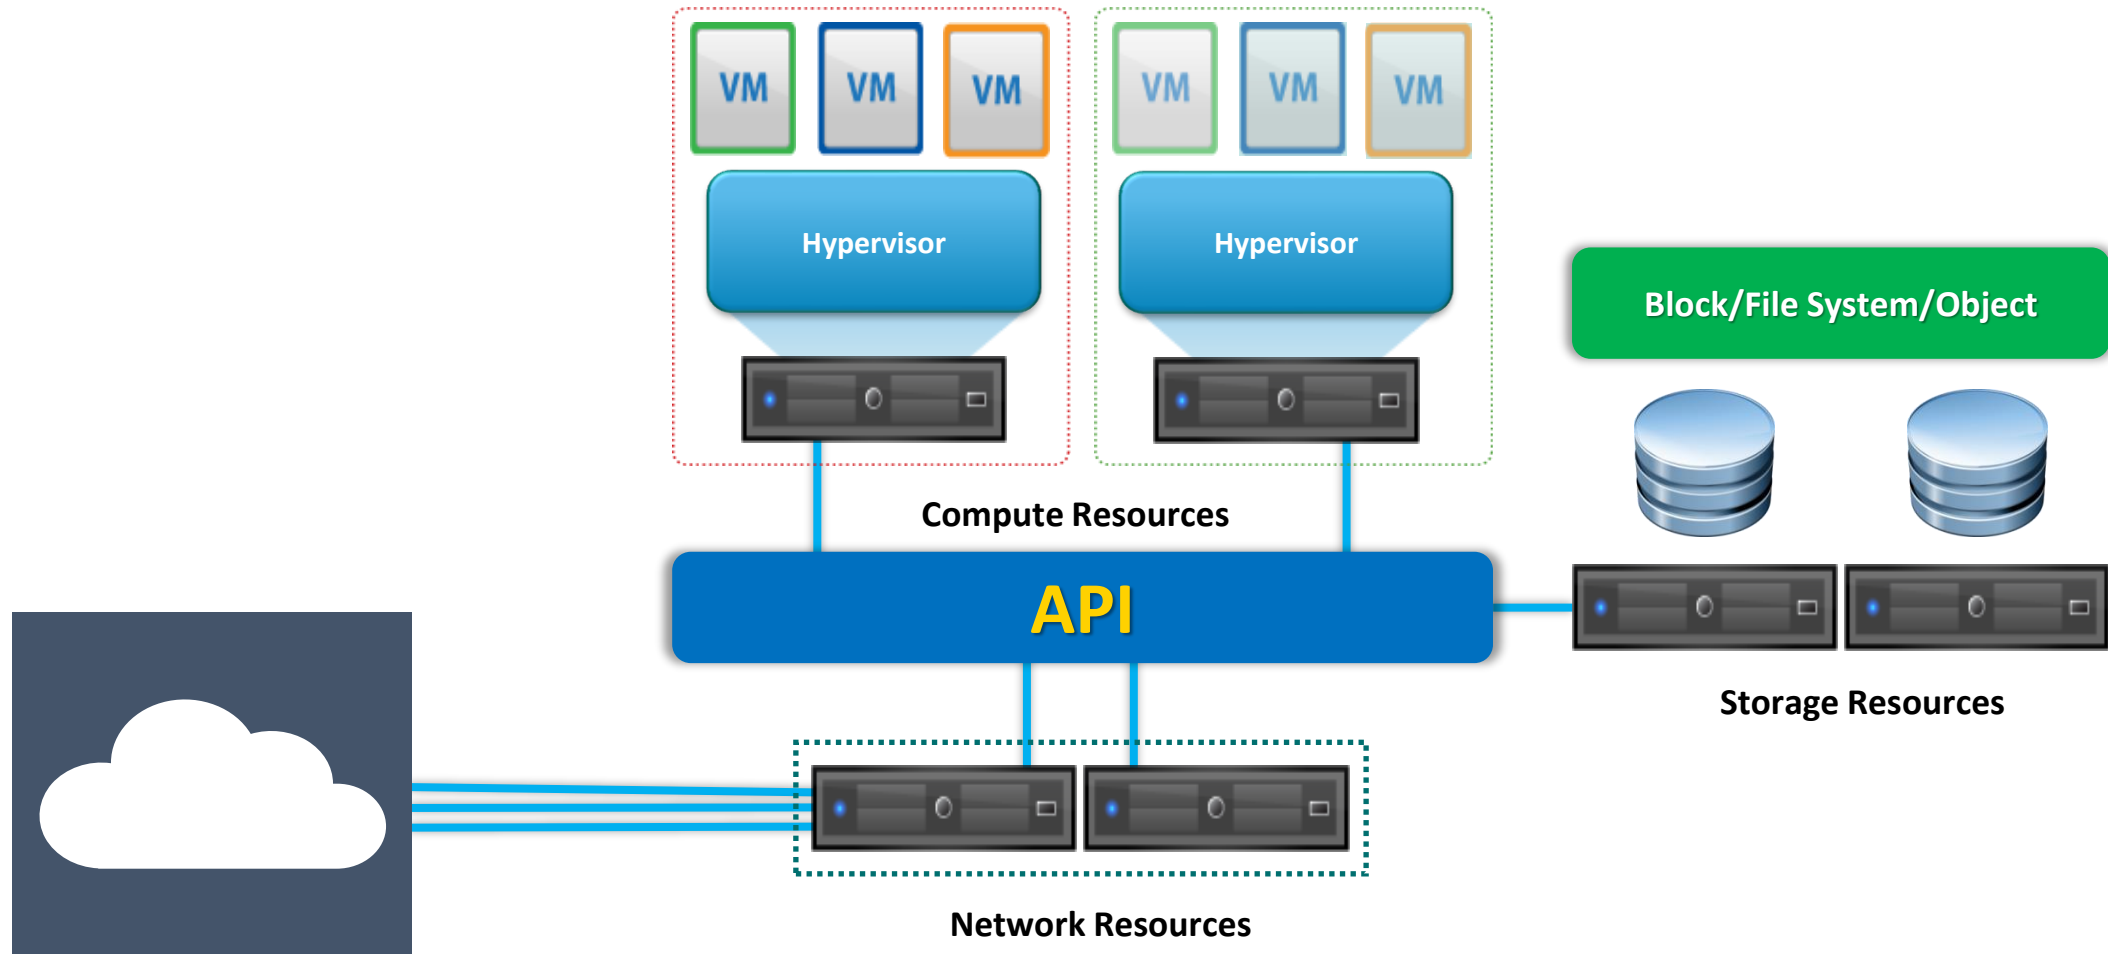 VM VM VM VM VM VM
Hypervisor Hypervisor
Block/File System/Object
Compute Resources
API
Storage Resources
Network Resources